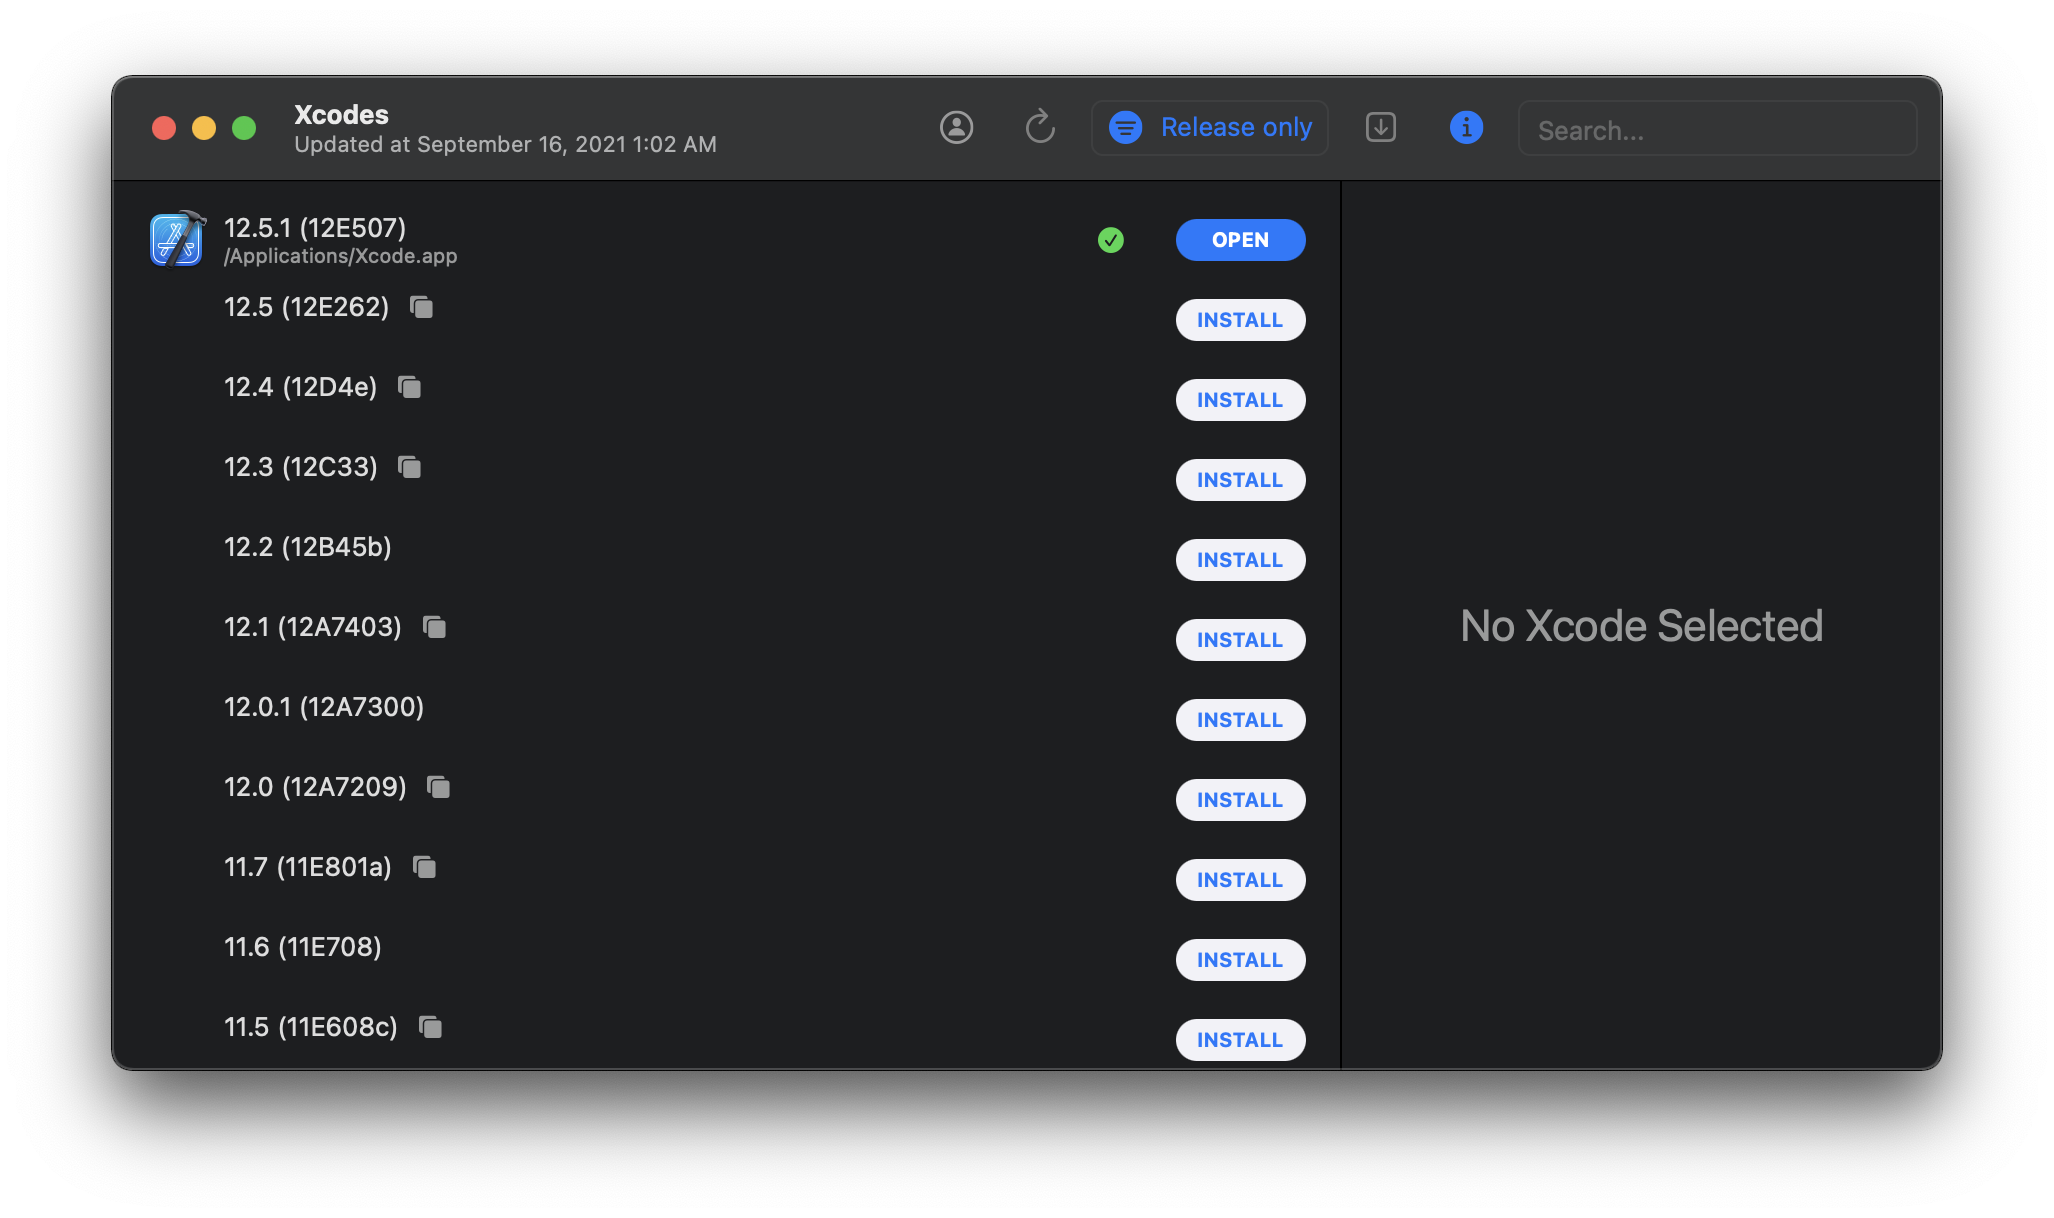 Xcodes
Updated at September 16, 2021 1:02 AM
Release only
Search...
12.5.1 (12E507)
/Applications/Xcode.app
OPEN
12.5 (12E262)
INSTALL
12.4 (12D4e)
INSTALL
12.3 (12C33)
INSTALL
12.2 (12B45b)
INSTALL
12.1 (12A7403)
INSTALL
12.0.1 (12A7300)
INSTALL
12.0 (12A7209)
INSTALL
11.7 (11E801a)
INSTALL
11.6 (11E708)
INSTALL
11.5 (11E608c)
INSTALL
No Xcode Selected